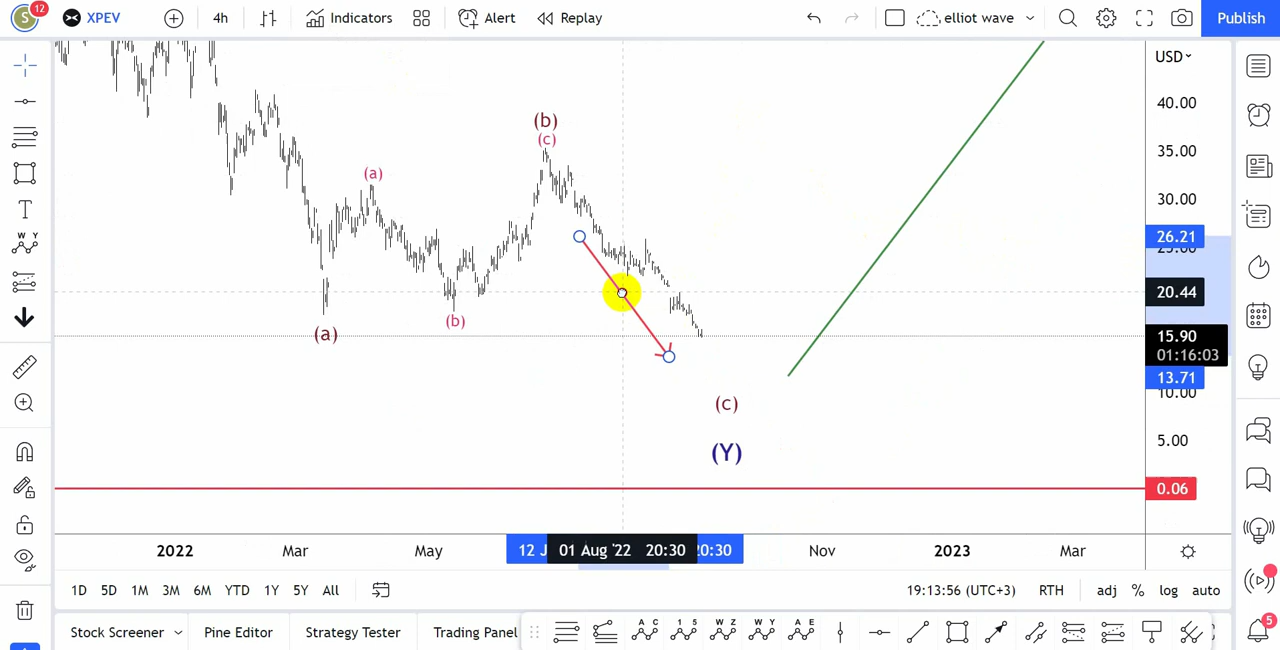 S 12 XPEV 4h Indicators Alert Replay elliot wave Publish
USD
40.00
35.00
30.00
26.21
20.44
15.90
01:16:03
13.71
10.00
5.00
0.06
(b)
(c)
(a)
(b)
(a)
(c)
(Y)
W Y
12 J 01 Aug '22 20:30 20:30
2022 Mar May Nov 2023 Mar
1D 5D 1M 3M 6M YTD 1Y 5Y All 19:13:56 (UTC+3) RTH adj % log auto
Stock Screener Pine Editor Strategy Tester Trading Panel A C 1 5 W Z W Y A E 5